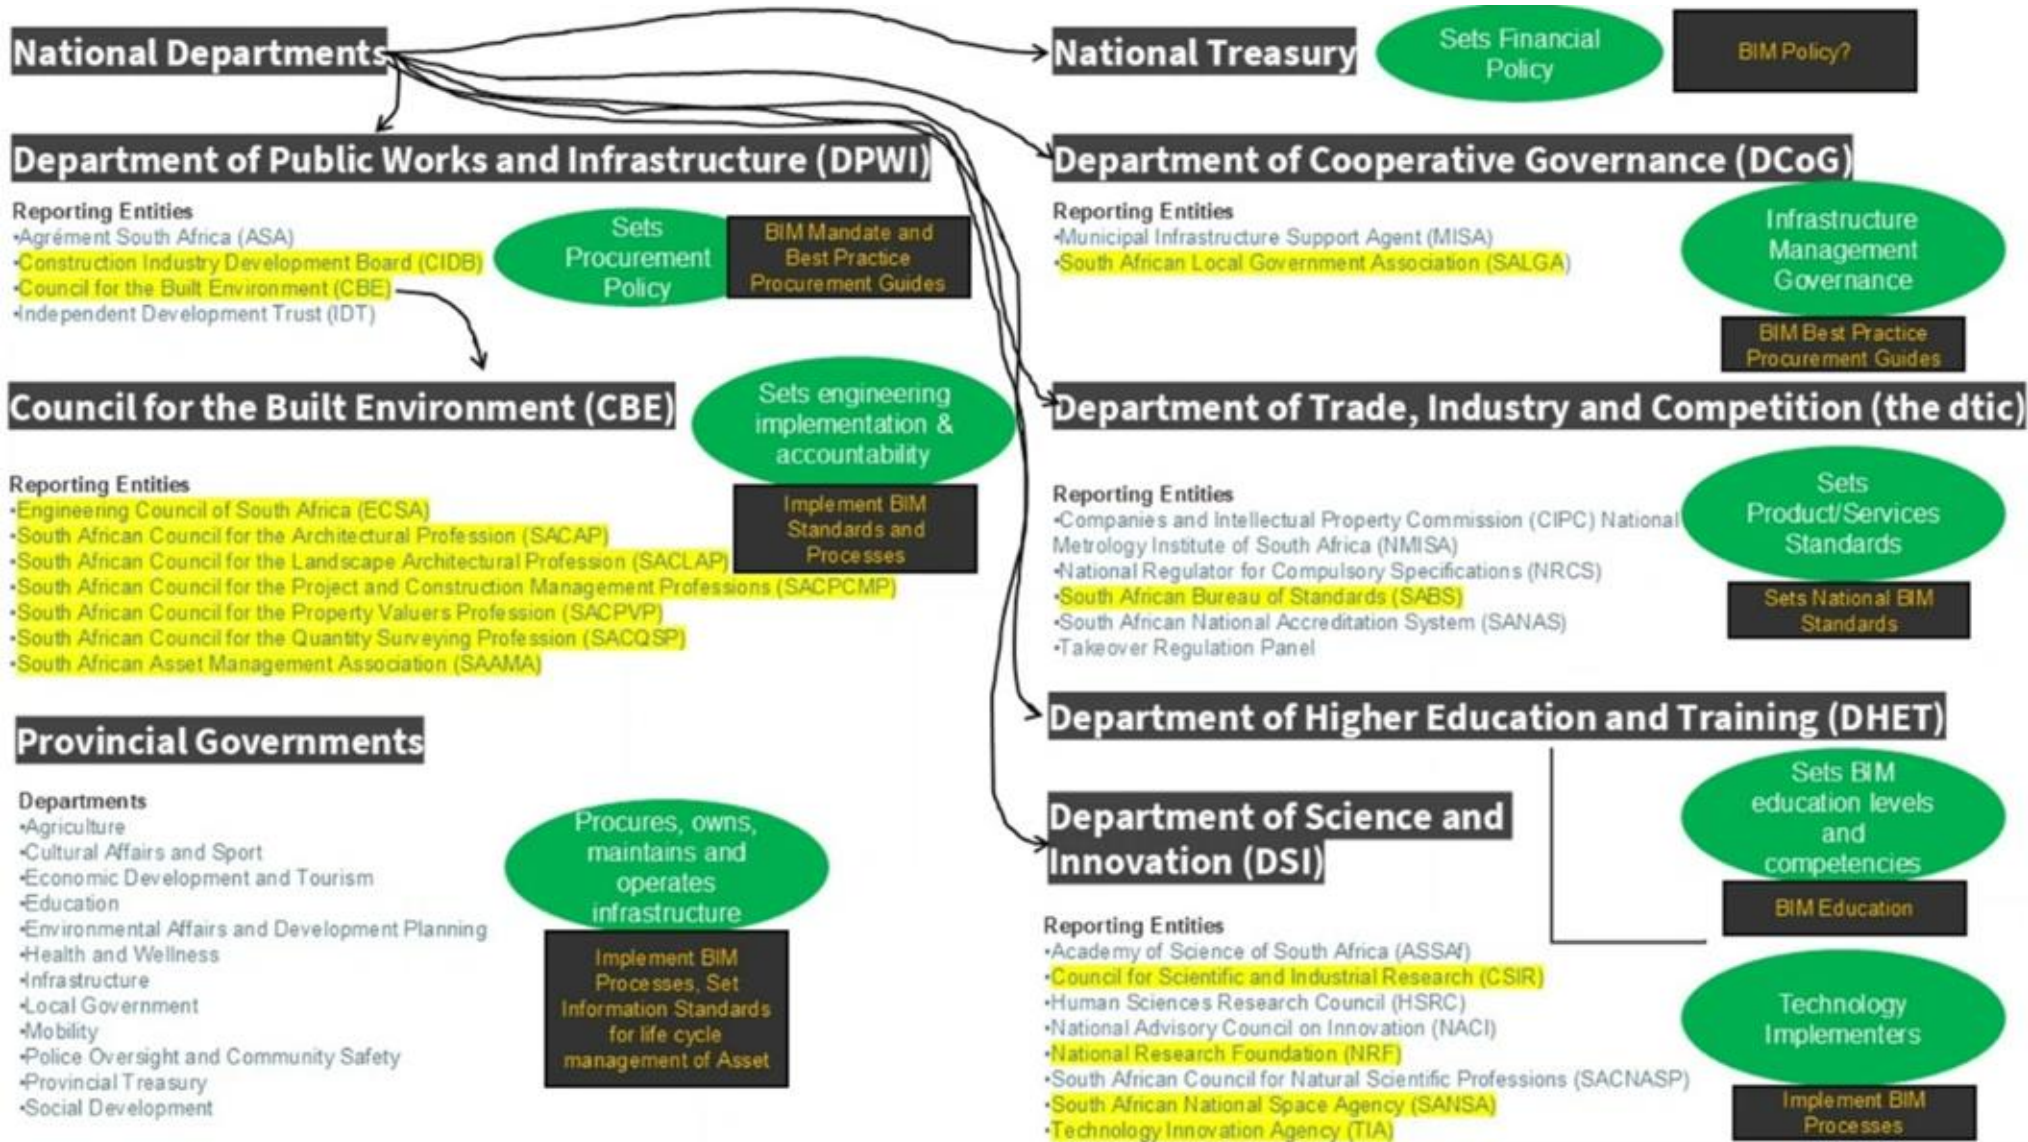 National Departments
National Treasury
Sets Financial
Policy
BIM Policy?
Department of Public Works and Infrastructure (DPWI)
Reporting Entities
•Agrément South Africa (ASA)
•Construction Industry Development Board (CIDB)
•Council for the Built Environment (CBE)
•Independent Development Trust (IDT)
Sets
Procurement
Policy
BIM Mandate and
Best Practice
Procurement Guides
Department of Cooperative Governance (DCoG)
Reporting Entities
•Municipal Infrastructure Support Agent (MISA)
•South African Local Government Association (SALGA)
Infrastructure
Management
Governance
BIM Best Practice
Procurement Guides
Council for the Built Environment (CBE)
Sets engineering
implementation &
accountability
Implement BIM
Standards and
Processes
Reporting Entities
•Engineering Council of South Africa (ECSA)
•South African Council for the Architectural Profession (SACAP)
•South African Council for the Landscape Architectural Profession (SACLAP)
•South African Council for the Project and Construction Management Professions (SACPCMP)
•South African Council for the Property Valuers Profession (SACPVP)
•South African Council for the Quantity Surveying Profession (SACQSP)
•South African Asset Management Association (SAAMA)
Department of Trade, Industry and Competition (the dtic)
Reporting Entities
•Companies and Intellectual Property Commission (CIPC) National
Metrology Institute of South Africa (NMISA)
•National Regulator for Compulsory Specifications (NRCS)
•South African Bureau of Standards (SABS)
•South African National Accreditation System (SANAS)
•Takeover Regulation Panel
Sets
Product/Services
Standards
Sets National BIM
Standards
Provincial Governments
Departments
•Agriculture
•Cultural Affairs and Sport
•Economic Development and Tourism
•Education
•Environmental Affairs and Development Planning
•Health and Wellness
•Infrastructure
•Local Government
•Mobility
•Police Oversight and Community Safety
•Provincial Treasury
•Social Development
Procures, owns,
maintains and
operates
infrastructure
Implement BIM
Processes, Set
Information Standards
for life cycle
management of Asset
Department of Higher Education and Training (DHET)
Sets BIM
education levels
and
competencies
BIM Education
Department of Science and
Innovation (DSI)
Reporting Entities
•Academy of Science of South Africa (ASSAf)
•Council for Scientific and Industrial Research (CSIR)
•Human Sciences Research Council (HSRC)
•National Advisory Council on Innovation (NACI)
•National Research Foundation (NRF)
•South African Council for Natural Scientific Professions (SACNASP)
•South African National Space Agency (SANSA)
•Technology Innovation Agency (TIA)
Technology
Implementers
Implement BIM
Processes